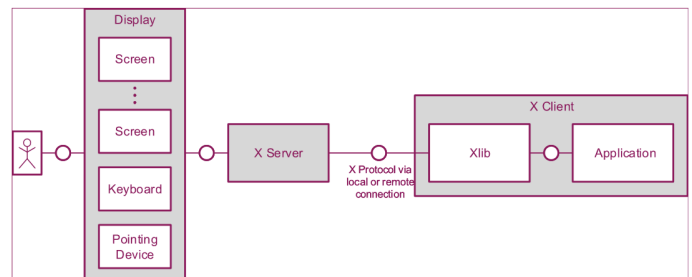 Display
Screen
Screen
Keyboard
Pointing
Device
X Server
X Protocol via
local or remote
connection
X Client
Xlib
Application